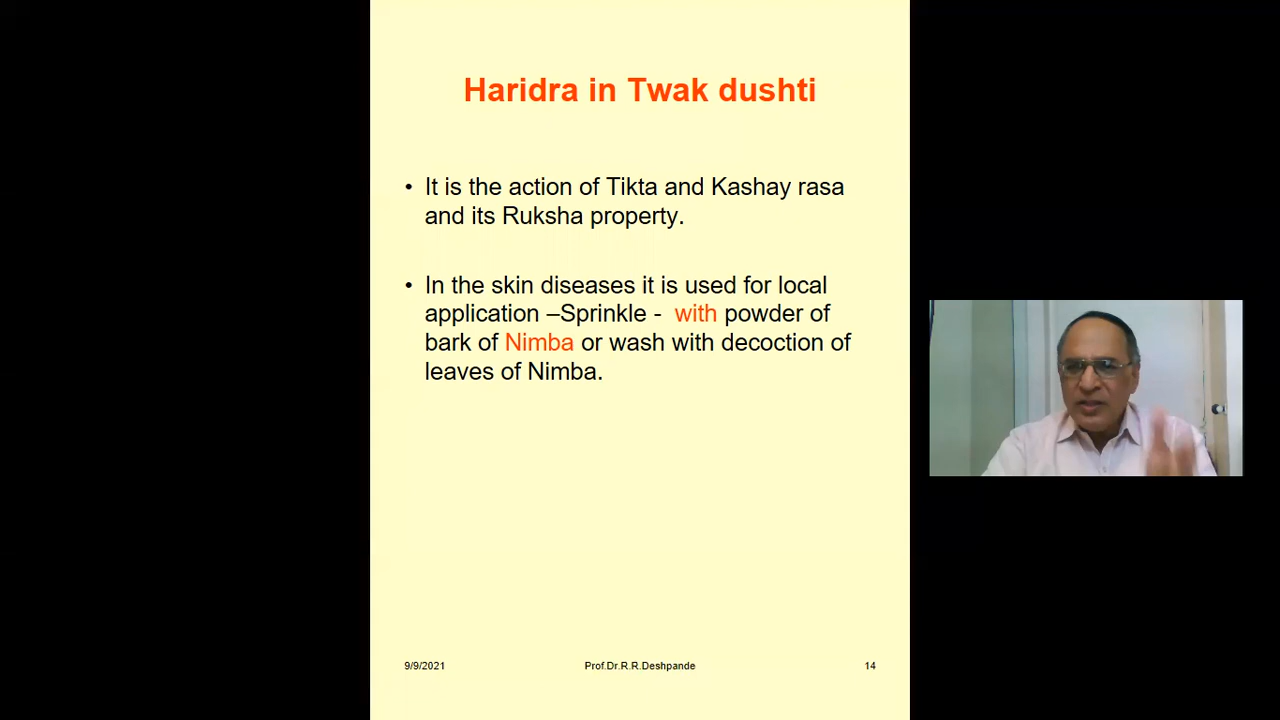 Haridra in Twak dushti
• It is the action of Tikta and Kashay rasa
and its Ruksha property.
• In the skin diseases it is used for local
application –Sprinkle - with powder of
bark of Nimba or wash with decoction of
leaves of Nimba.
9/9/2021
Prof.Dr.R.R.Deshpande
14